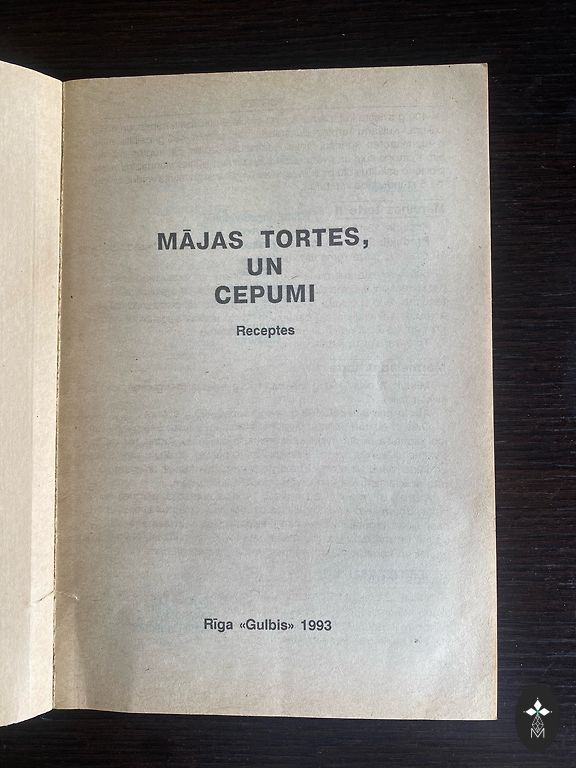 MĀJAS TORTES,
UN
CEPUMI
Receptes
Rīga «Gulbis» 1993